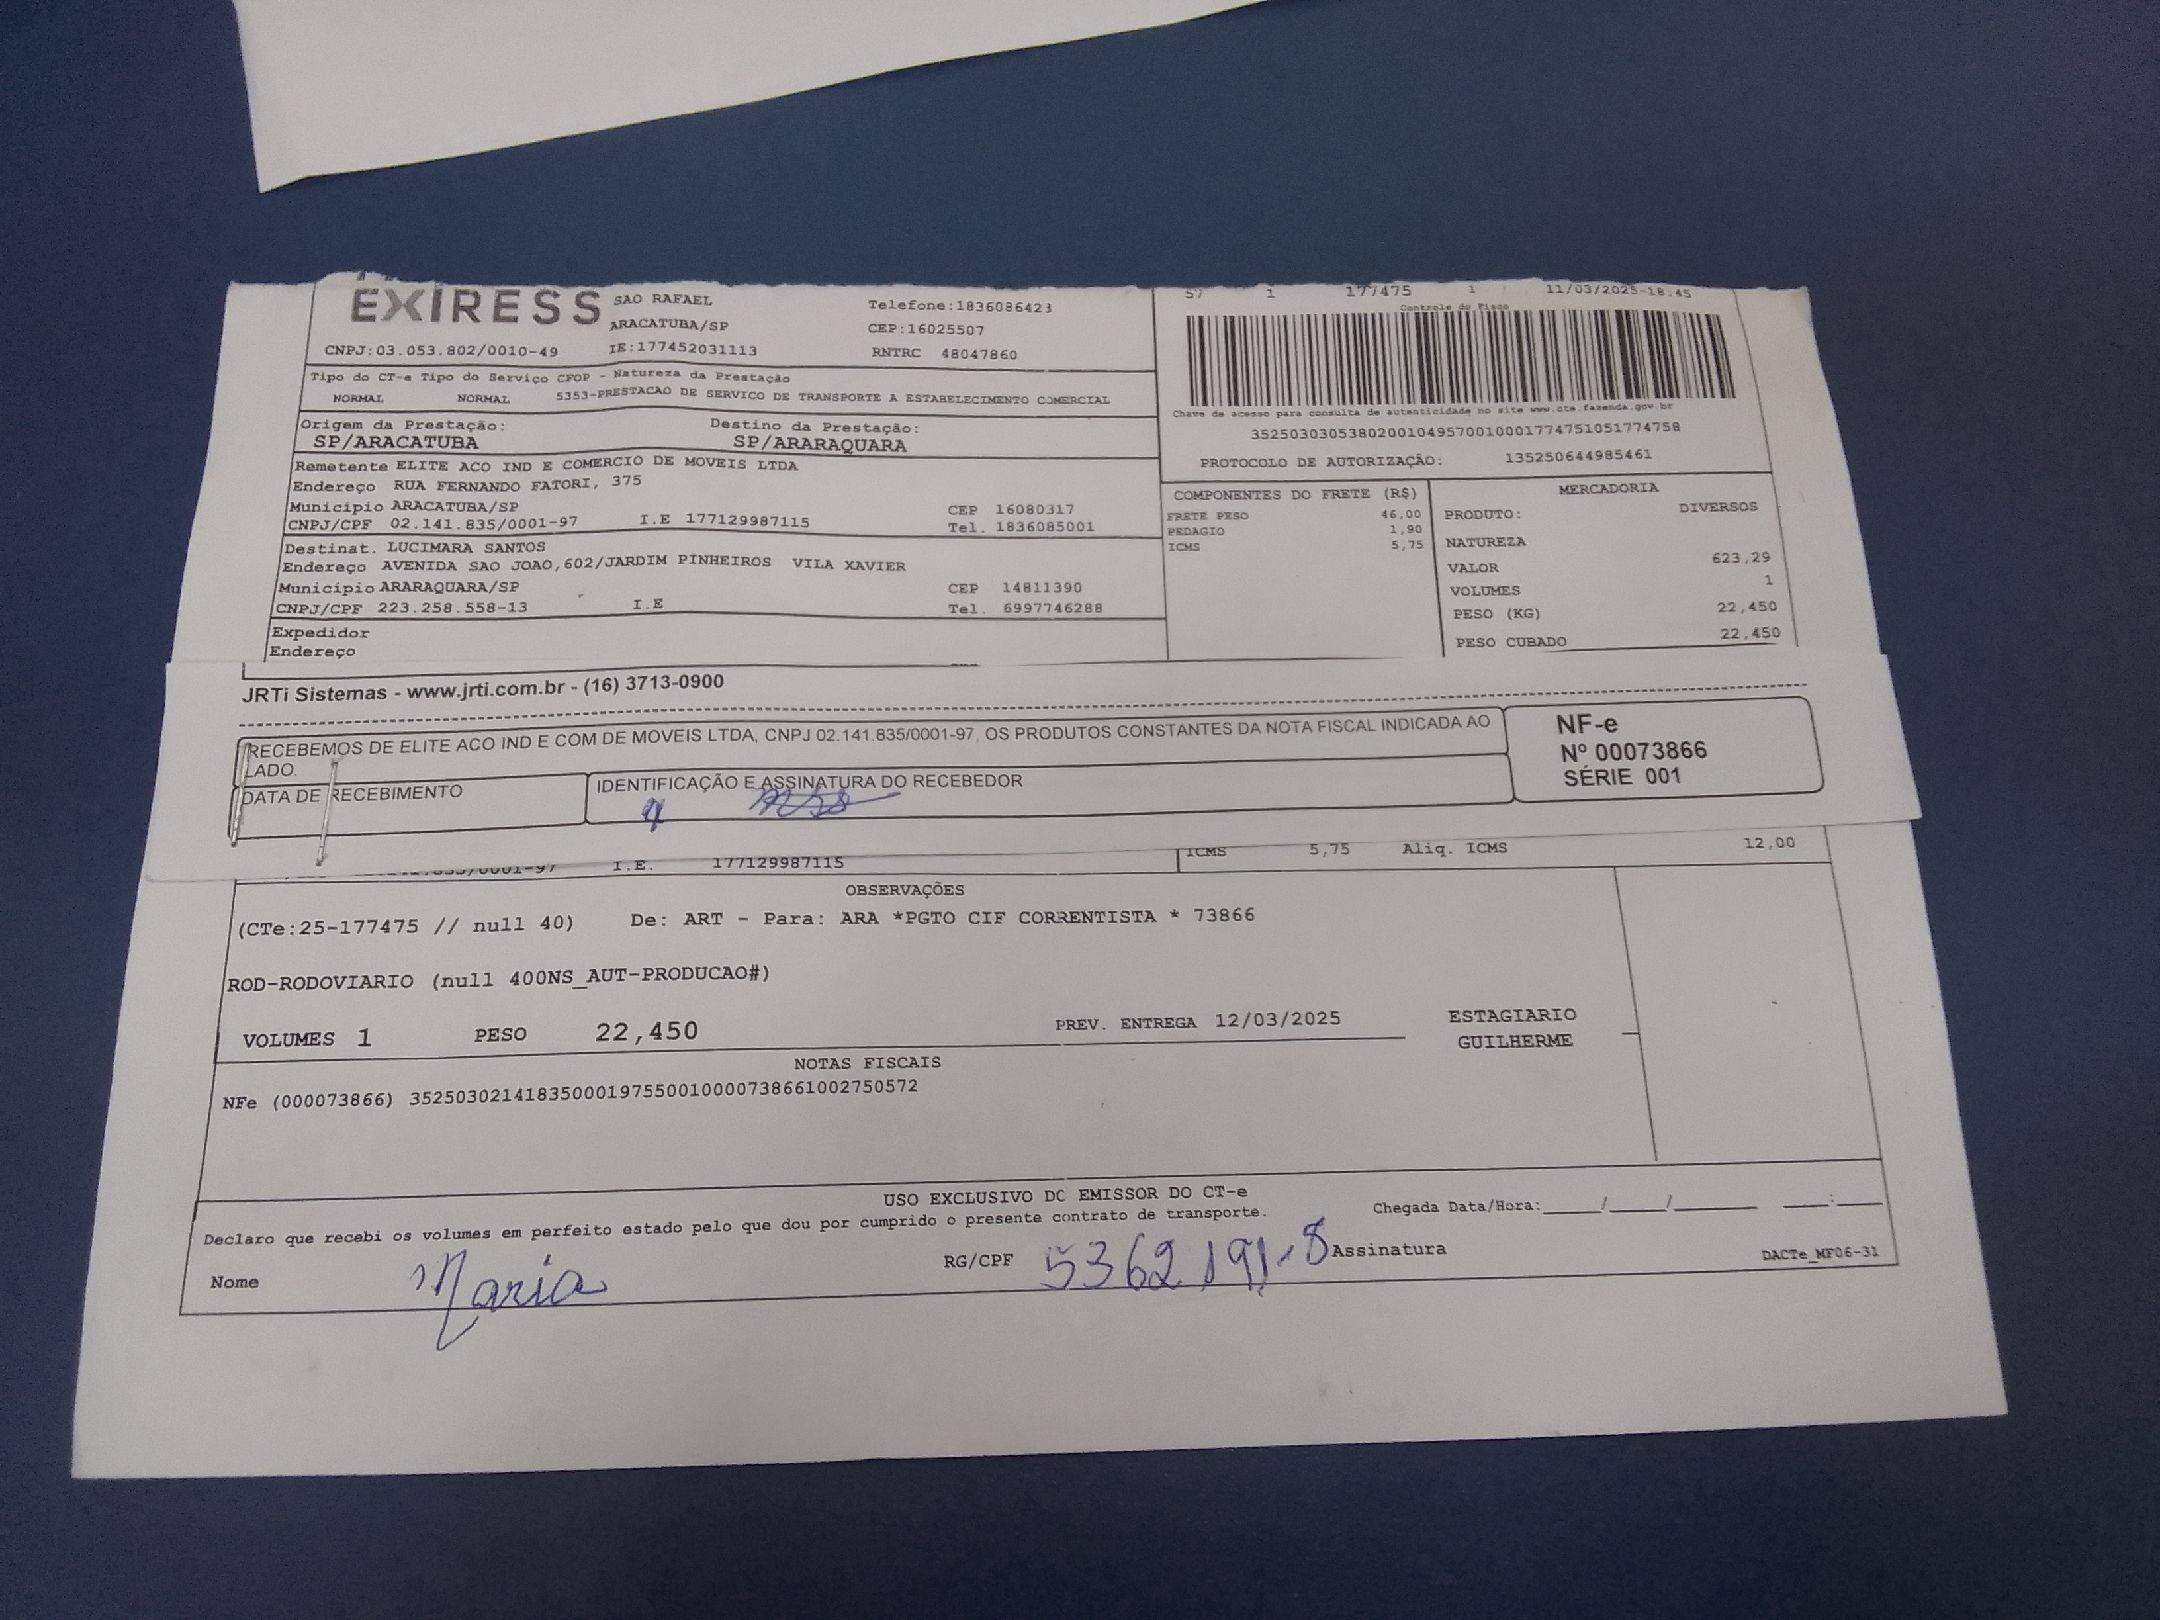 EXIRESS SAO RAFAEL Telefone:1836086423
ARACATUBA/SP CEP:16025507
CNPJ:03.053.802/0010-49 IE:177452031113 RNTRC 48047860
57 1 177475 1 11/03/2025-18:45
Controle do Fisco
Tipo do CT-e Tipo do Serviço CFOP - Natureza da Prestação
NORMAL NORMAL 5353-PRESTACAO DE SERVICO DE TRANSPORTE A ESTABELECIMENTO COMERCIAL
Chave de acesso para consulta de autenticidade no site www.cte.fazenda.gov.br
35250303053802001049570010001774751051774758
PROTOCOLO DE AUTORIZAÇÃO: 135250644985461
Origem da Prestação: Destino da Prestação:
SP/ARACATUBA SP/ARARAQUARA
Remetente ELITE ACO IND E COMERCIO DE MOVEIS LTDA
Endereço RUA FERNANDO FATORI, 375
Município ARACATUBA/SP CEP 16080317
CNPJ/CPF 02.141.835/0001-97 I.E 177129987115 Tel. 1836085001
Destinat. LUCIMARA SANTOS
Endereço AVENIDA SAO JOAO,602/JARDIM PINHEIROS VILA XAVIER
Município ARARAQUARA/SP CEP 14811390
CNPJ/CPF 223.258.558-13 I.E Tel. 6997746288
Expedidor
Endereço
COMPONENTES DO FRETE (R$)
FRETE PESO 46,00
PEDAGIO 1,90
ICMS 5,75
MERCADORIA
PRODUTO: DIVERSOS
NATUREZA
VALOR 623,29
VOLUMES 1
PESO (KG) 22,450
PESO CUBADO 22,450
JRTi Sistemas - www.jrti.com.br - (16) 3713-0900
RECEBEMOS DE ELITE ACO IND E COM DE MOVEIS LTDA, CNPJ 02.141.835/0001-97, OS PRODUTOS CONSTANTES DA NOTA FISCAL INDICADA AO
LADO.
DATA DE RECEBIMENTO IDENTIFICAÇÃO E ASSINATURA DO RECEBEDOR
NF-e
Nº 00073866
SÉRIE 001
I.E. 177129987115 ICMS 5,75 Aliq. ICMS 12,00
OBSERVAÇÕES
(CTe:25-177475 // null 40) De: ART - Para: ARA *PGTO CIF CORRENTISTA * 73866
ROD-RODOVIARIO (null 400NS_AUT-PRODUCAO#)
VOLUMES 1 PESO 22,450 PREV. ENTREGA 12/03/2025 ESTAGIARIO
GUILHERME
NOTAS FISCAIS
NFe (000073866) 35250302141835000197550010000738661002750572
USO EXCLUSIVO DO EMISSOR DO CT-e
Declaro que recebi os volumes em perfeito estado pelo que dou por cumprido o presente contrato de transporte. Chegada Data/Hora:_____/_____/_______ ____:____
Nome Maria RG/CPF 5362191-8 Assinatura DACTe_MF06-31